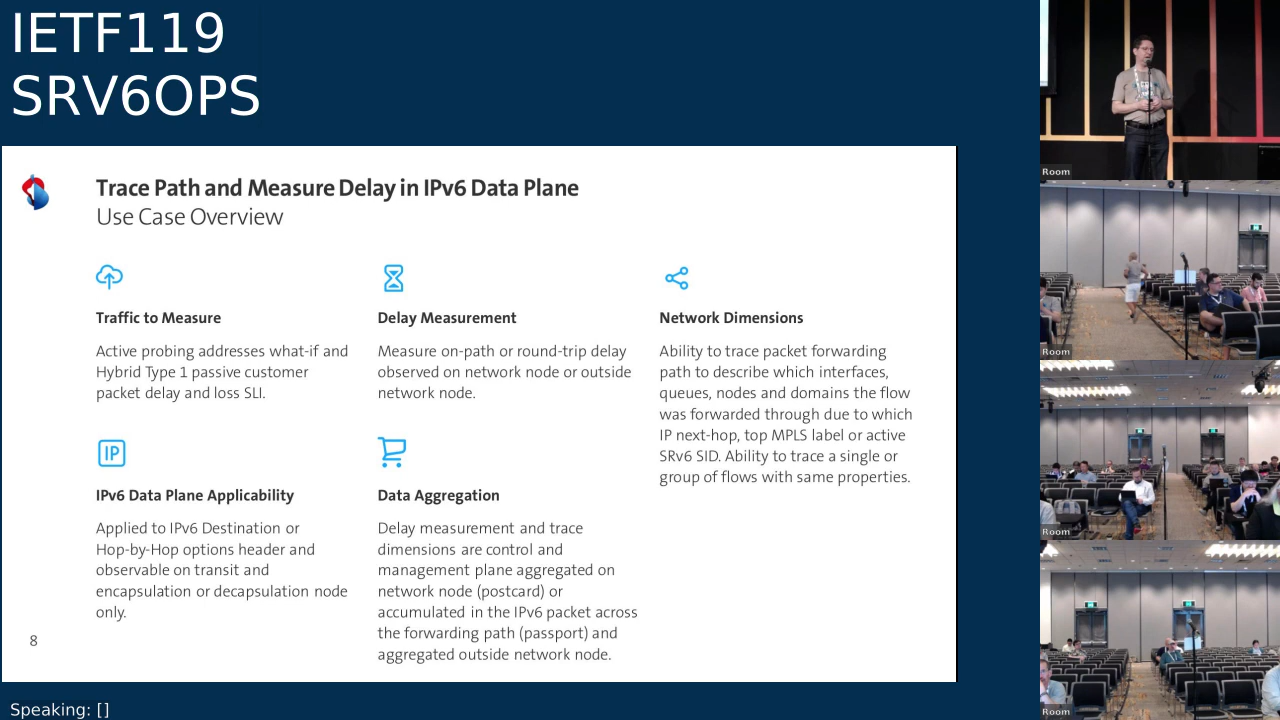 IETF119
SRV6OPS
Trace Path and Measure Delay in IPv6 Data Plane
Use Case Overview
Traffic to Measure
Active probing addresses what-if and
Hybrid Type 1 passive customer
packet delay and loss SLI.
Delay Measurement
Measure on-path or round-trip delay
observed on network node or outside
network node.
Network Dimensions
Ability to trace packet forwarding
path to describe which interfaces,
queues, nodes and domains the flow
was forwarded through due to which
IP next-hop, top MPLS label or active
SRv6 SID. Ability to trace a single or
group of flows with same properties.
IP
IPv6 Data Plane Applicability
Applied to IPv6 Destination or
Hop-by-Hop options header and
observable on transit and
encapsulation or decapsulation node
only.
Data Aggregation
Delay measurement and trace
dimensions are control and
management plane aggregated on
network node (postcard) or
accumulated in the IPv6 packet across
the forwarding path (passport) and
aggregated outside network node.
8
Speaking: []
Room
Room
Room
Room